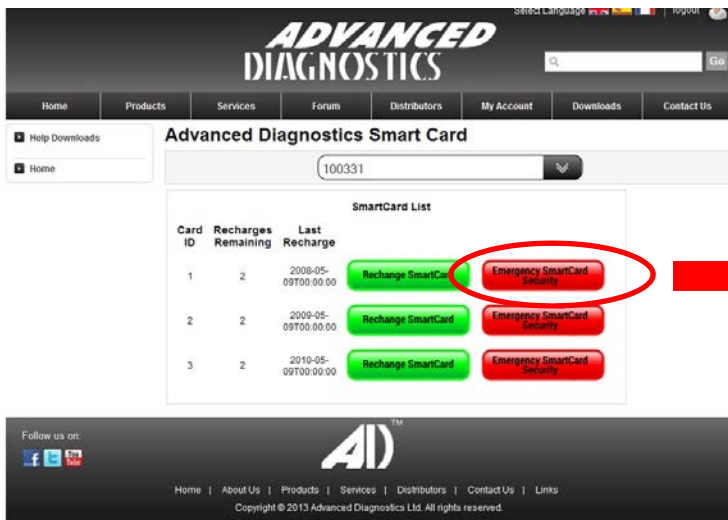 Select Language | logout
ADVANCED
DIAGNOSTICS
Go
Home Products Services Forum Distributors My Account Downloads Contact Us
Help Downloads
Home
Advanced Diagnostics Smart Card
100331
SmartCard List
Card ID Recharges Remaining Last Recharge
1 2 2008-05-09T00:00:00 Rechange SmartCard Emergency SmartCard Security
2 2 2009-05-09T00:00:00 Rechange SmartCard Emergency SmartCard Security
3 2 2010-05-09T00:00:00 Rechange SmartCard Emergency SmartCard Security
Follow us on:
f t You Tube
AD TM
Home | About Us | Products | Services | Distributors | Contact Us | Links
Copyright © 2013 Advanced Diagnostics Ltd. All rights reserved.